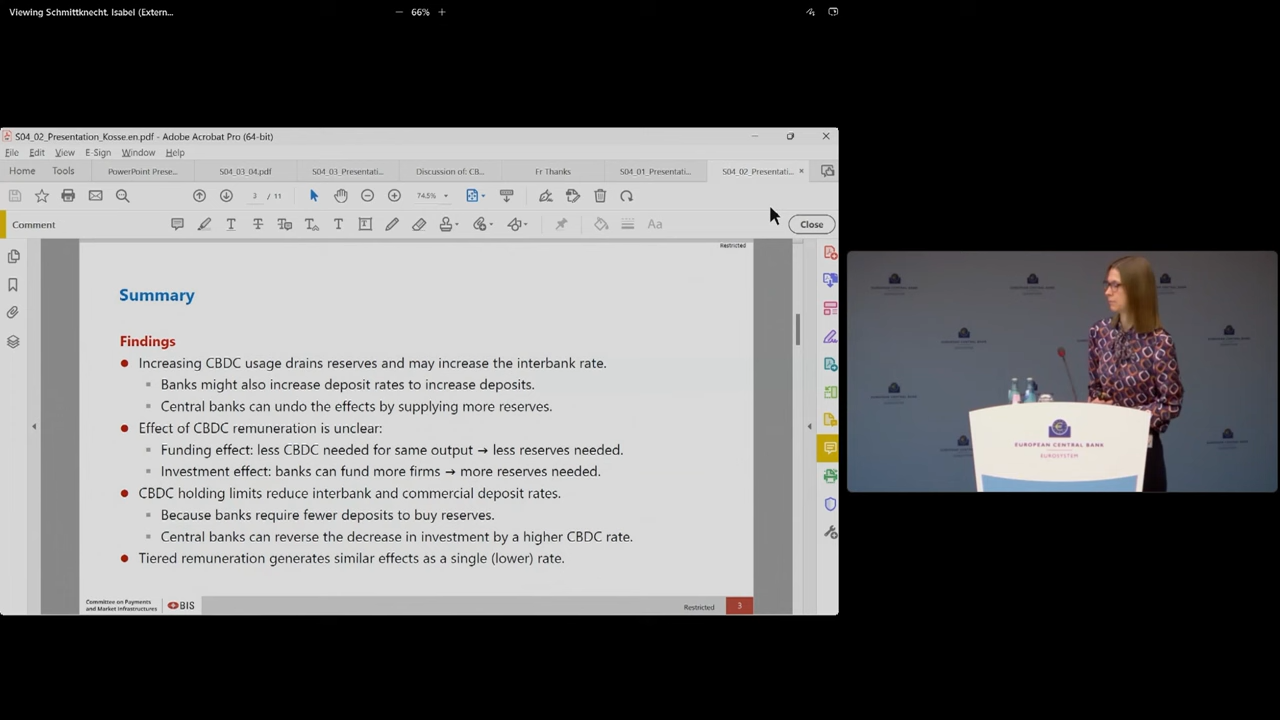 Viewing Schmittknecht, Isabel (Extern...
66%
S04_02_Presentation_Kosse.en.pdf - Adobe Acrobat Pro (64-bit)
File Edit View E-Sign Window Help
Home Tools PowerPoint Prese... S04_03_04.pdf S04_03_Presentati... Discussion of: CB... Fr Thanks S04_01_Presentati... S04_02_Presentati...
3 / 11 74.5%
Comment
Close
Restricted
Summary
Findings
Increasing CBDC usage drains reserves and may increase the interbank rate.
Banks might also increase deposit rates to increase deposits.
Central banks can undo the effects by supplying more reserves.
Effect of CBDC remuneration is unclear:
Funding effect: less CBDC needed for same output → less reserves needed.
Investment effect: banks can fund more firms → more reserves needed.
CBDC holding limits reduce interbank and commercial deposit rates.
Because banks require fewer deposits to buy reserves.
Central banks can reverse the decrease in investment by a higher CBDC rate.
Tiered remuneration generates similar effects as a single (lower) rate.
Committee on Payments
and Market Infrastructures
BIS
Restricted
3
EUROPEAN CENTRAL BANK
EUROSYSTEM